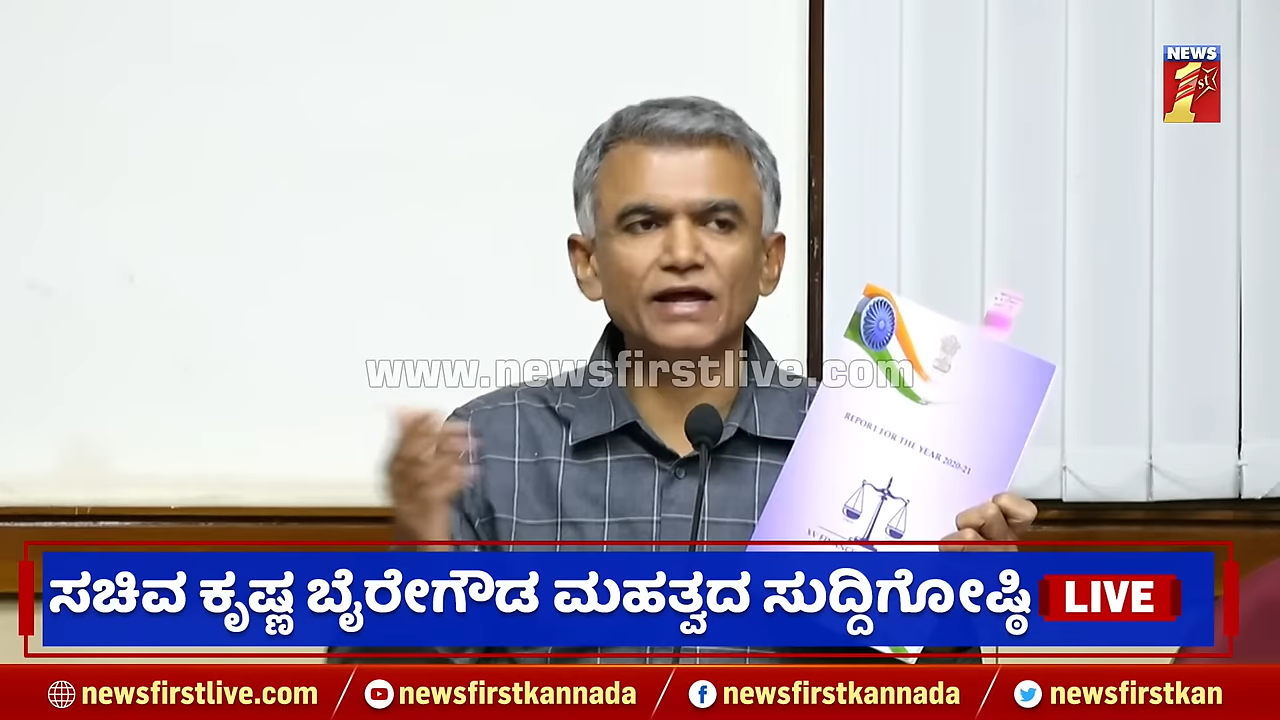 NEWS
1st
www.newsfirstlive.com
REPORT FOR THE YEAR 2020-21
ಸಚಿವ ಕೃಷ್ಣ ಬೈರೇಗೌಡ ಮಹತ್ವದ ಸುದ್ದಿಗೋಷ್ಠಿ LIVE
newsfirstlive.com newsfirstkannada newsfirstkannada newsfirstkan